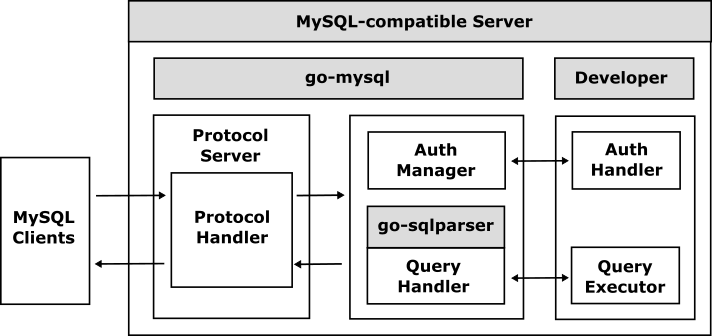 MySQL-compatible Server
go-mysql
Developer
Protocol
Server
Auth
Manager
Auth
Handler
MySQL
Clients
Protocol
Handler
go-sqlparser
Query
Handler
Query
Executor